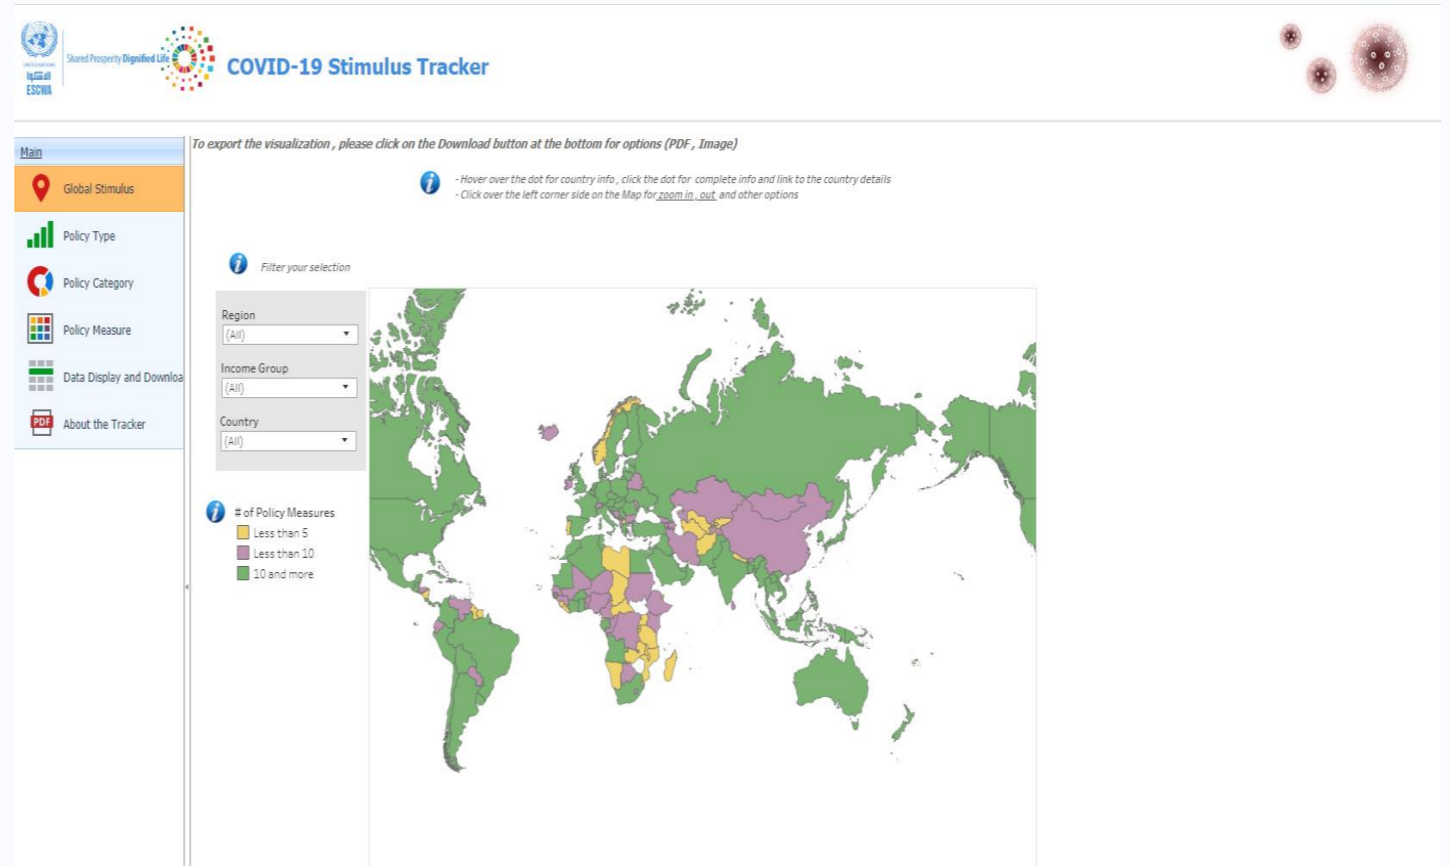 الاسكوا
ESCWA
Shared Prosperity Dignified Life
COVID-19 Stimulus Tracker
Main
Global Stimulus
Policy Type
Policy Category
Policy Measure
Data Display and Downloa
PDF
About the Tracker
To export the visualization , please click on the Download button at the bottom for options (PDF , Image)
- Hover over the dot for country info , click the dot for complete info and link to the country details
- Click over the left corner side on the Map for zoom in , out and other options
Filter your selection
Region
(All)
Income Group
(All)
Country
(All)
# of Policy Measures
Less than 5
Less than 10
10 and more